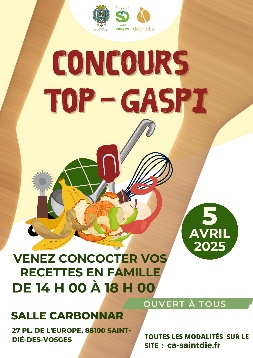 CONCOURS
TOP - GASPI
5
AVRIL
2025
VENEZ CONCOCTER VOS
RECETTES EN FAMILLE
DE 14 H 00 À 18 H 00
OUVERT À TOUS
SALLE CARBONNAR
27 PL. DE L'EUROPE, 88100 SAINT-
DIÉ-DES-VOSGES
TOUTES LES MODALITÉS SUR LE
SITE : ca-saintdie.fr